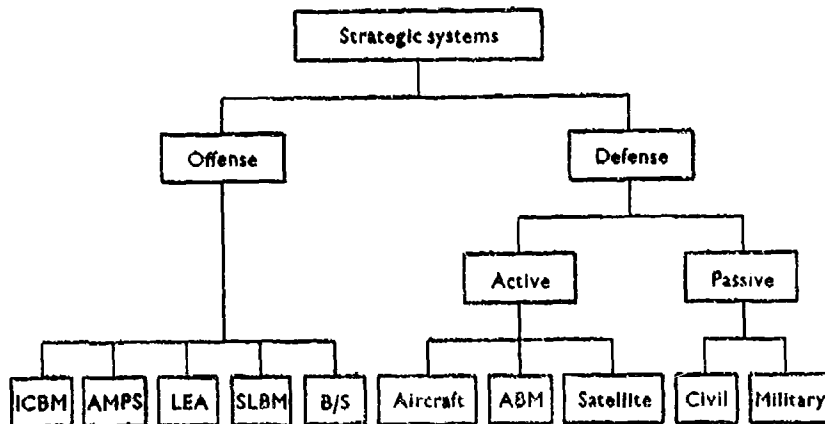 Strategic systems
Offense
Defense
Active
Passive
ICBM
AMPS
LEA
SLBM
B/S
Aircraft
ABM
Satellite
Civil
Military